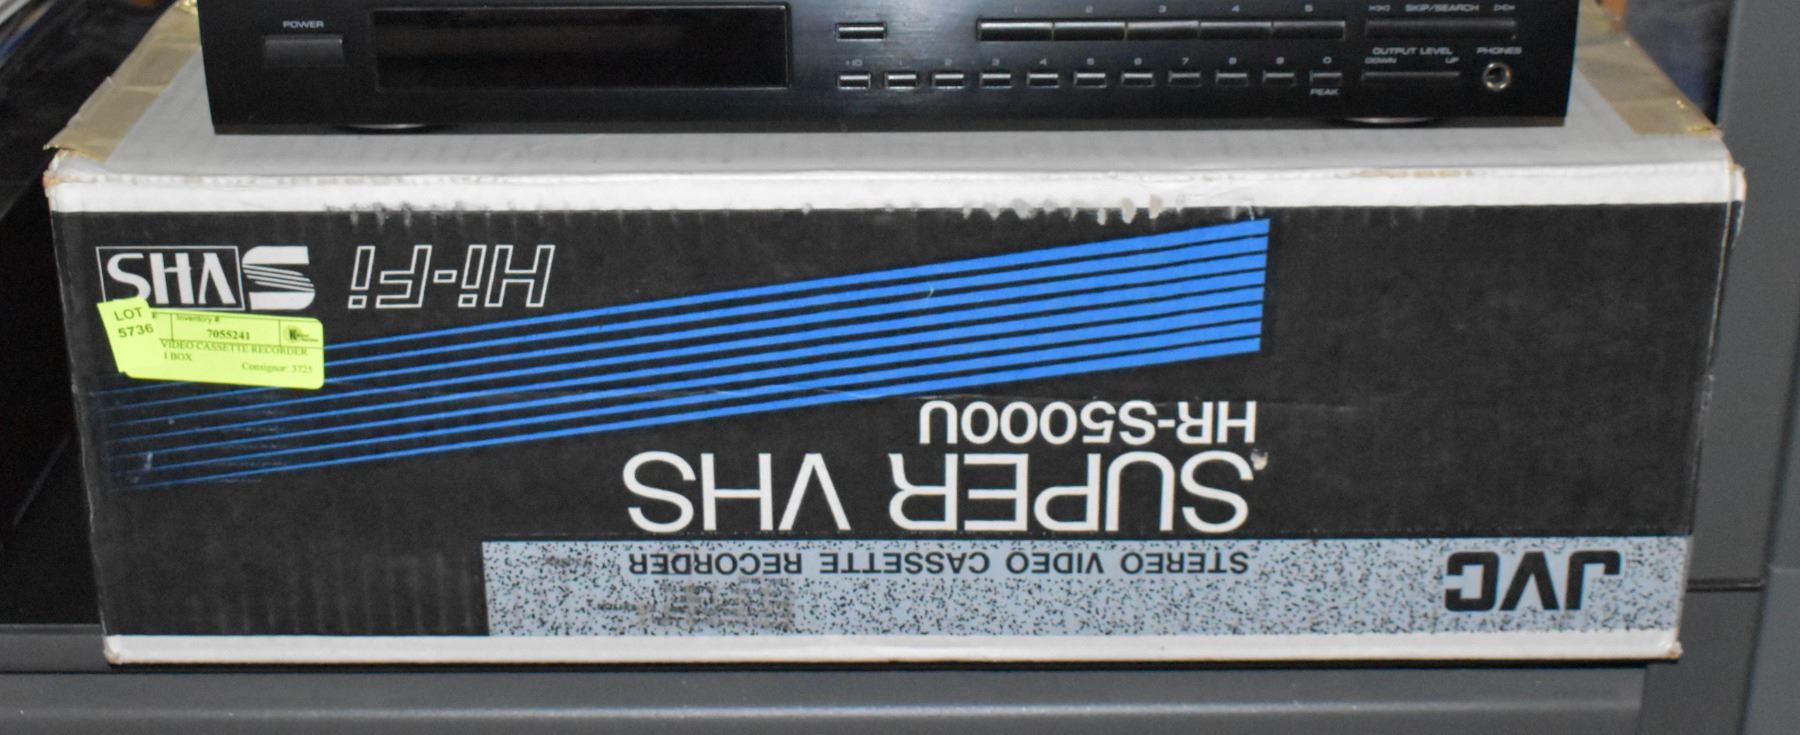 POWER
2 3 4 5
SKIP/SEARCH
OUTPUT LEVEL PHONES
DOWN UP
+10 1 2 3 4 5 6 7 8 9 0
PEAK
JVC
STEREO VIDEO CASSETTE RECORDER
SUPER VHS
HR-S5000U
Hi-Fi
S VHS
LOT
5736
Inventory #
7055241
VIDEO CASSETTE RECORDER
1 BOX
Consignor: 3725